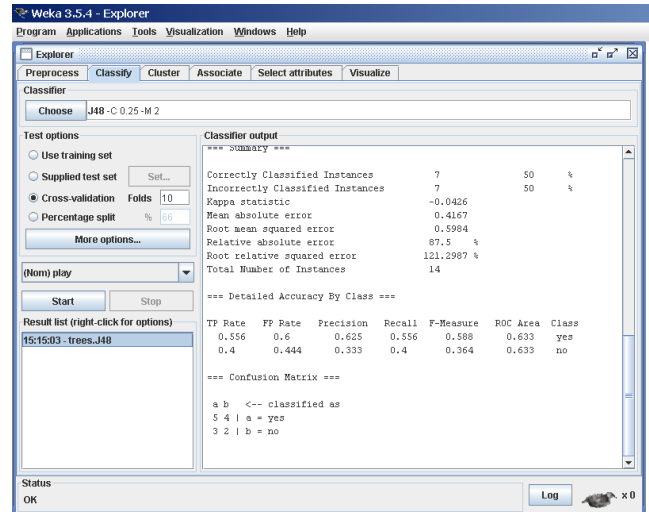 Weka 3.5.4 - Explorer
Program Applications Tools Visualization Windows Help
Explorer
Preprocess Classify Cluster Associate Select attributes Visualize
Classifier
Choose J48 -C 0.25 -M 2
Test options
Use training set
Supplied test set Set...
Cross-validation Folds 10
Percentage split % 66
More options...
(Nom) play
Start Stop
Result list (right-click for options)
15:15:03 - trees.J48
Classifier output
=== Summary ===
Correctly Classified Instances 7 50 %
Incorrectly Classified Instances 7 50 %
Kappa statistic -0.0426
Mean absolute error 0.4167
Root mean squared error 0.5984
Relative absolute error 87.5 %
Root relative squared error 121.2987 %
Total Number of Instances 14
=== Detailed Accuracy By Class ===
TP Rate FP Rate Precision Recall F-Measure ROC Area Class
0.556 0.6 0.625 0.556 0.588 0.633 yes
0.4 0.444 0.333 0.4 0.364 0.633 no
=== Confusion Matrix ===
a b <-- classified as
5 4 | a = yes
3 2 | b = no
Status
OK
Log x 0